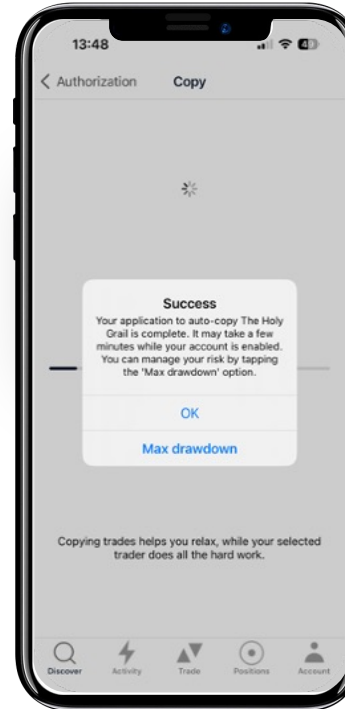 13:48
Authorization Copy
Success
Your application to auto-copy The Holy
Grail is complete. It may take a few
minutes while your account is enabled.
You can manage your risk by tapping
the 'Max drawdown' option.
OK
Max drawdown
Copying trades helps you relax, while your selected
trader does all the hard work.
Discover Activity Trade Positions Account